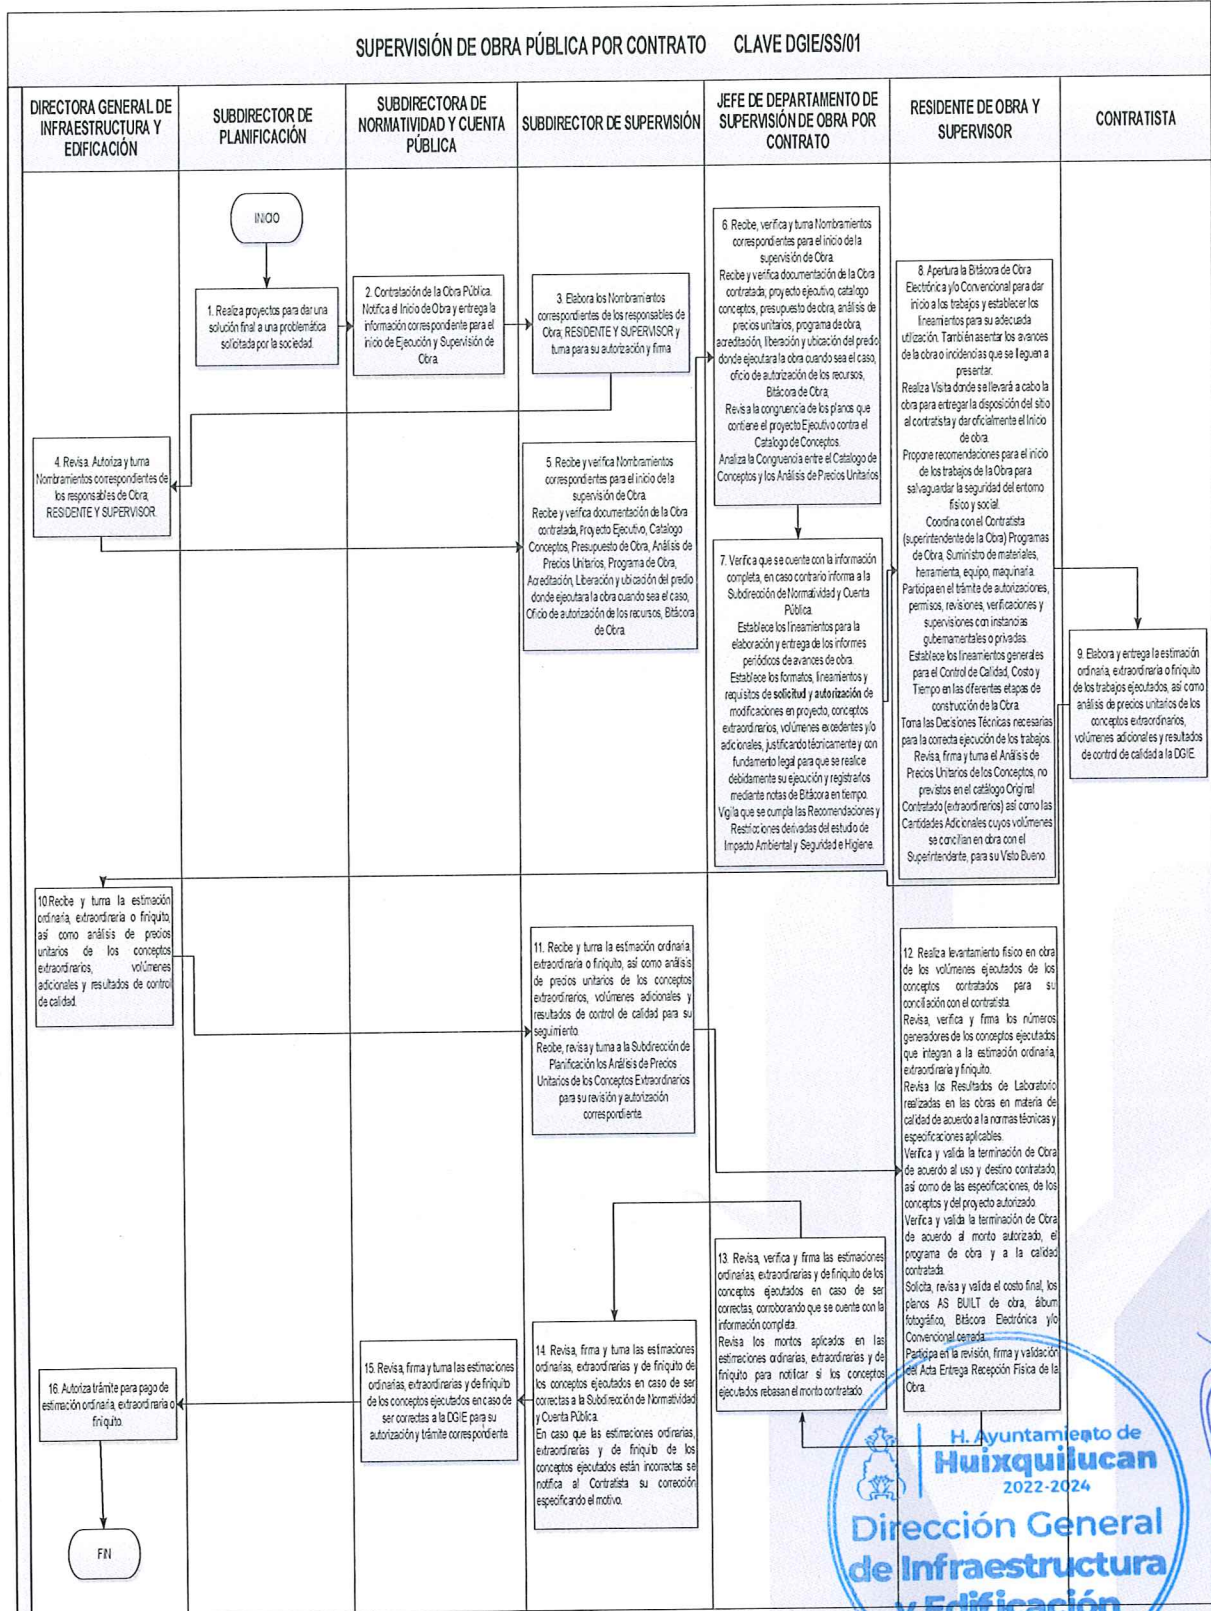 SUPERVISIÓN DE OBRA PÚBLICA POR CONTRATO CLAVE DGIE/SS/01
DIRECTORA GENERAL DE
INFRAESTRUCTURA Y
EDIFICACIÓN
SUBDIRECTOR DE
PLANIFICACIÓN
SUBDIRECTORA DE
NORMATIVIDAD Y CUENTA
PÚBLICA
SUBDIRECTOR DE SUPERVISIÓN
JEFE DE DEPARTAMENTO DE
SUPERVISIÓN DE OBRA POR
CONTRATO
RESIDENTE DE OBRA Y
SUPERVISOR
CONTRATISTA
INICIO
1. Realiza proyectos para dar una
solución final a una problemática
solicitada por la sociedad.
2. Contratación de la Obra Pública.
Notifica el Inicio de Obra y entrega la
información correspondiente para el
inicio de Ejecución y Supervisión de
Obra.
3. Elabora los Nombramientos
correspondientes de los responsables de
Obra; RESIDENTE Y SUPERVISOR y
turna para su autorización y firma
4. Revisa. Autoriza y turna
Nombramientos correspondientes de
los responsables de Obra;
RESIDENTE Y SUPERVISOR.
5. Recibe y verifica Nombramientos
correspondientes para el inicio de la
supervisión de Obra.
Recibe y verifica documentación de la Obra
contratada, Proyecto Ejecutivo, Catalogo
Conceptos, Presupuesto de Obra, Análisis de
Precios Unitarios, Programa de Obra,
Acreditación, Liberación y ubicación del predio
donde ejecutara la obra cuando sea el caso,
Oficio de autorización de los recursos, Bitácora
de Obra.
6. Recibe, verifica y turna Nombramientos
correspondientes para el inicio de la
supervisión de Obra.
Recibe y verifica documentación de la Obra
contratada, proyecto ejecutivo, catalogo
conceptos, presupuesto de obra, análisis de
precios unitarios, programa de obra,
acreditación, liberación y ubicación del predio
donde ejecutara la obra cuando sea el caso,
oficio de autorización de los recursos,
Bitácora de Obra;
Revisa la congruencia de los planos que
contiene el proyecto Ejecutivo contra el
Catalogo de Conceptos.
Analiza la Congruencia entre el Catalogo de
Conceptos y los Análisis de Precios Unitarios
7. Verifica que se cuente con la información
completa, en caso contrario informa a la
Subdirección de Normatividad y Cuenta
Pública.
Establece los lineamientos para la
elaboración y entrega de los informes
periódicos de avances de obra.
Establece los formatos, lineamientos y
requisitos de solicitud y autorización de
modificaciones en proyecto, conceptos
extraordinarios, volúmenes excedentes y/o
adicionales, justificando técnicamente y con
fundamento legal para que se realice
debidamente su ejecución y registrarlos
mediante notas de Bitácora en tiempo.
Vigila que se cumpla las Recomendaciones y
Restricciones derivadas del estudio de
Impacto Ambiental y Seguridad e Higiene.
8. Apertura la Bitácora de Obra
Electrónica y/o Convencional para dar
inicio a los trabajos y establecer los
lineamientos para su adecuada
utilización. También asentar los avances
de la obra o incidencias que se lleguen a
presentar.
Realiza Visita donde se llevará a cabo la
obra para entregar la disposición del sitio
al contratista y dar oficialmente el Inicio
de obra.
Propone recomendaciones para el inicio
de los trabajos de la Obra para
salvaguardar la seguridad del entorno
físico y social.
Coordina con el Contratista
(superintendente de la Obra) Programas
de Obra, Suministro de materiales,
herramienta, equipo, maquinaria.
Participa en el trámite de autorizaciones,
permisos, revisiones, verificaciones y
supervisiones con instancias
gubernamentales o privadas.
Establece los lineamientos generales
para el Control de Calidad, Costo y
Tiempo en las diferentes etapas de
construcción de la Obra.
Toma las Decisiones Técnicas necesarias
para la correcta ejecución de los trabajos.
Revisa, firma y turna el Análisis de
Precios Unitarios de los Conceptos, no
previstos en el catálogo Original
Contratado (extraordinarios) así como las
Cantidades Adicionales cuyos volúmenes
se concilian en obra con el
Superintendente, para su Visto Bueno.
9. Elabora y entrega la estimación
ordinaria, extraordinaria o finiquito
de los trabajos ejecutados, así como
análisis de precios unitarios de los
conceptos extraordinarios,
volúmenes adicionales y resultados
de control de calidad a la DGIE.
10 Recibe y turna la estimación
ordinaria, extraordinaria o finiquito,
así como análisis de precios
unitarios de los conceptos
extraordinarios, volúmenes
adicionales y resultados de control
de calidad.
11. Recibe y turna la estimación ordinaria,
extraordinaria o finiquito, así como análisis
de precios unitarios de los conceptos
extraordinarios, volúmenes adicionales y
resultados de control de calidad para su
seguimiento.
Recibe, revisa y turna a la Subdirección de
Planificación los Análisis de Precios
Unitarios de los Conceptos Extraordinarios
para su revisión y autorización
correspondiente.
12. Realiza levantamiento físico en obra
de los volúmenes ejecutados de los
conceptos contratados para su
conciliación con el contratista.
Revisa, verifica y firma los números
generadores de los conceptos ejecutados
que integran a la estimación ordinaria,
extraordinaria y finiquito.
Revisa los Resultados de Laboratorio
realizadas en las obras en materia de
calidad de acuerdo a la normas técnicas y
especificaciones aplicables.
Verifica y valida la terminación de Obra
de acuerdo al uso y destino contratado,
así como de las especificaciones, de los
conceptos y del proyecto autorizado.
Verifica y valida la terminación de Obra
de acuerdo al monto autorizado, el
programa de obra y a la calidad
contratada.
Solicita, revisa y valida el costo final, los
planos AS BUILT de obra, álbum
fotográfico, Bitácora Electrónica y/o
Convencional cerrada.
Participa en la revisión, firma y validación
del Acta Entrega Recepción Física de la
Obra.
13. Revisa, verifica y firma las estimaciones
ordinarias, extraordinarias y de finiquito de los
conceptos ejecutados en caso de ser
correctas, corroborando que se cuente con la
información completa.
Revisa los montos aplicados en las
estimaciones ordinarias, extraordinarias y de
finiquito para notificar si los conceptos
ejecutados rebasan el monto contratado.
14. Revisa, firma y turna las estimaciones
ordinarias, extraordinarias y de finiquito de
los conceptos ejecutados en caso de ser
correctas a la Subdirección de Normatividad
y Cuenta Pública.
En caso que las estimaciones ordinarias,
extraordinarias y de finiquito de los
conceptos ejecutados están incorrectas se
notifica al Contratista su corrección
especificando el motivo.
15. Revisa, firma y turna las estimaciones
ordinarias, extraordinarias y de finiquito
de los conceptos ejecutados en caso de
ser correctas a la DGIE para su
autorización y trámite correspondiente.
16. Autoriza trámite para pago de
estimación ordinaria, extraordinaria o
finiquito.
FIN
H. Ayuntamiento de
Huixquilucan
2022-2024
Dirección General
de Infraestructura
y Edificación